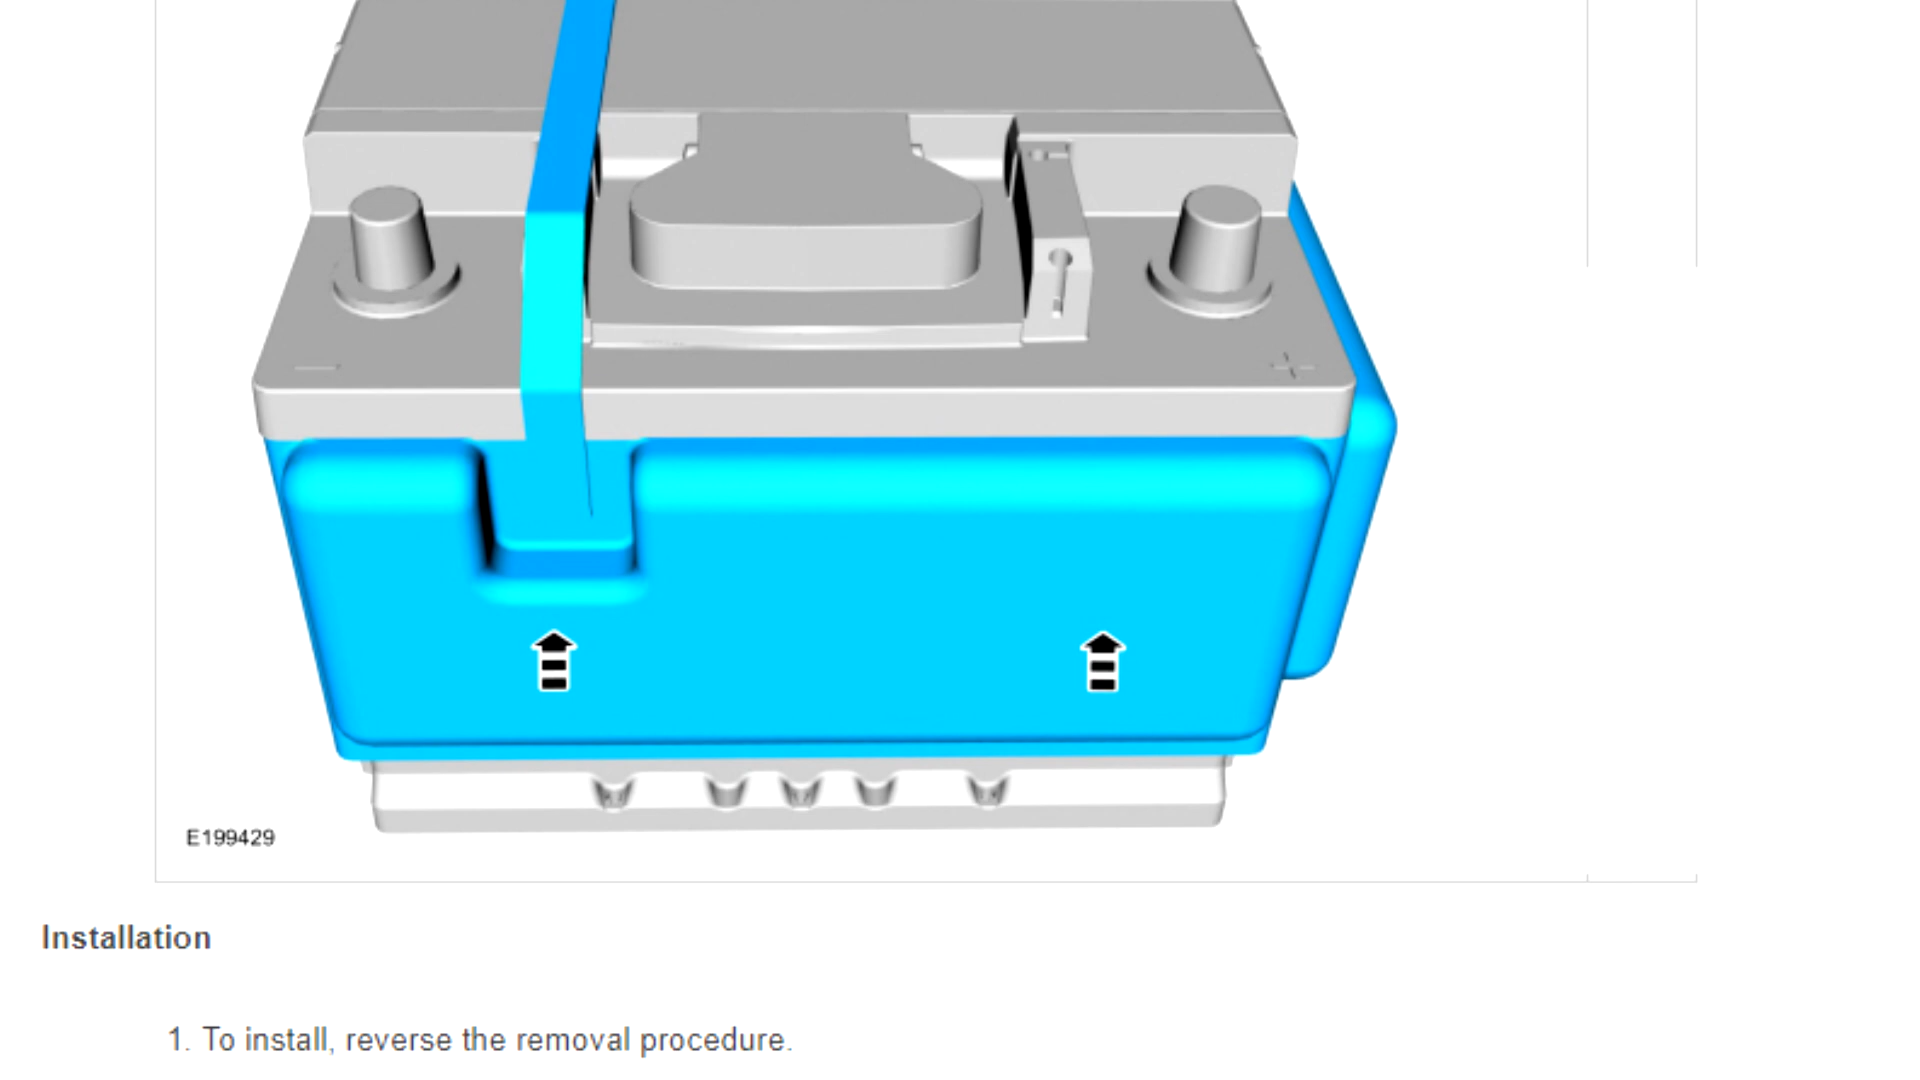 E199429
Installation
1. To install, reverse the removal procedure.